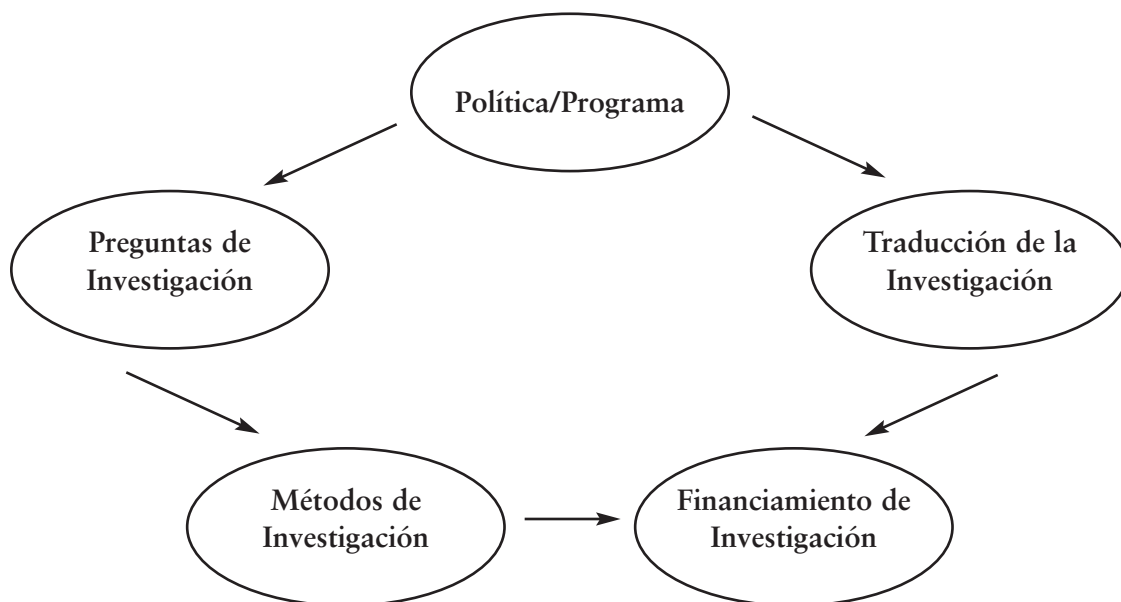 Política/Programa
Preguntas de
Investigación
Traducción de la
Investigación
Métodos de
Investigación
Financiamiento de
Investigación